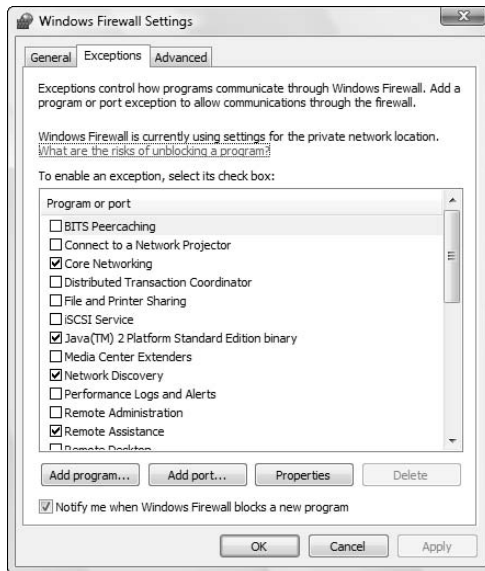 Windows Firewall Settings
General Exceptions Advanced
Exceptions control how programs communicate through Windows Firewall. Add a
program or port exception to allow communications through the firewall.
Windows Firewall is currently using settings for the private network location.
What are the risks of unblocking a program?
To enable an exception, select its check box:
Program or port
BITS Peercaching
Connect to a Network Projector
Core Networking
Distributed Transaction Coordinator
File and Printer Sharing
iSCSI Service
Java(TM) 2 Platform Standard Edition binary
Media Center Extenders
Network Discovery
Performance Logs and Alerts
Remote Administration
Remote Assistance
Remote Desktop
Add program... Add port... Properties Delete
Notify me when Windows Firewall blocks a new program
OK Cancel Apply